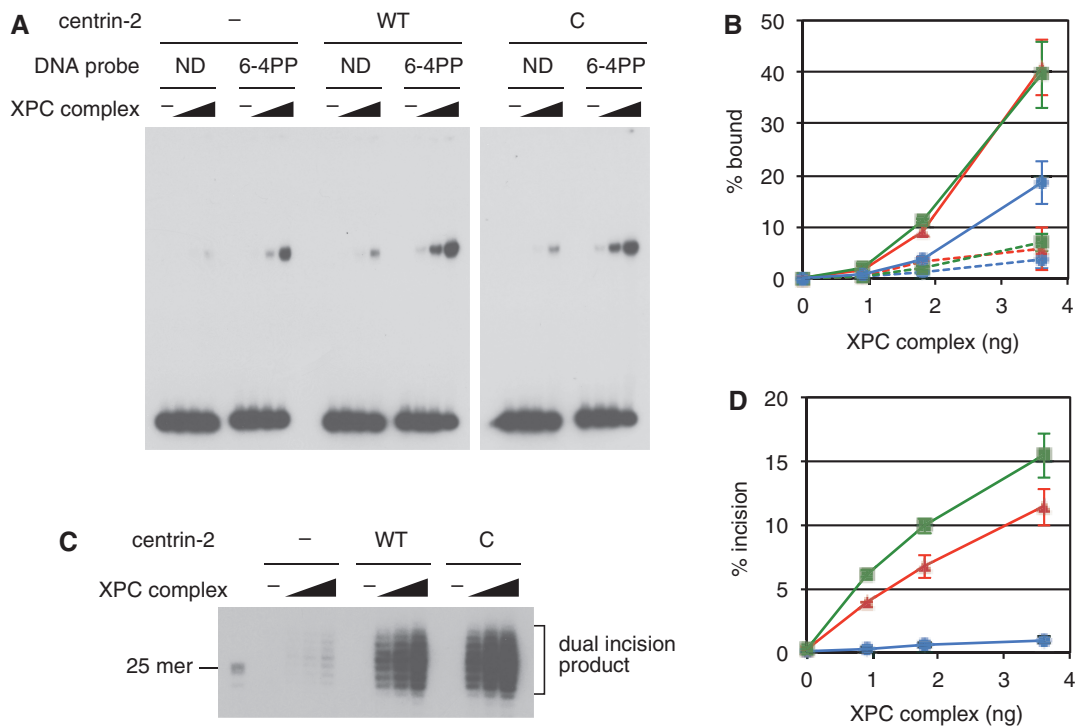 A
centrin-2 – WT C
DNA probe ND 6-4PP ND 6-4PP ND 6-4PP
XPC complex – – – – – –
B
50
40
30
20
10
0
% bound
0 1 2 3 4
XPC complex (ng)
C
centrin-2 – WT C
XPC complex – – –
25 mer
dual incision
product
D
20
15
10
5
0
% incision
0 1 2 3 4
XPC complex (ng)